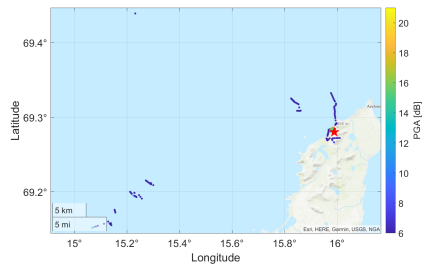 69.4°
69.3°
69.2°
Latitude
5 km
5 mi
Esri, HERE, Garmin, USGS, NGA
15°
15.2°
15.4°
15.6°
15.8°
16°
Longitude
20
18
16
14
12
10
8
6
PGA [dB]